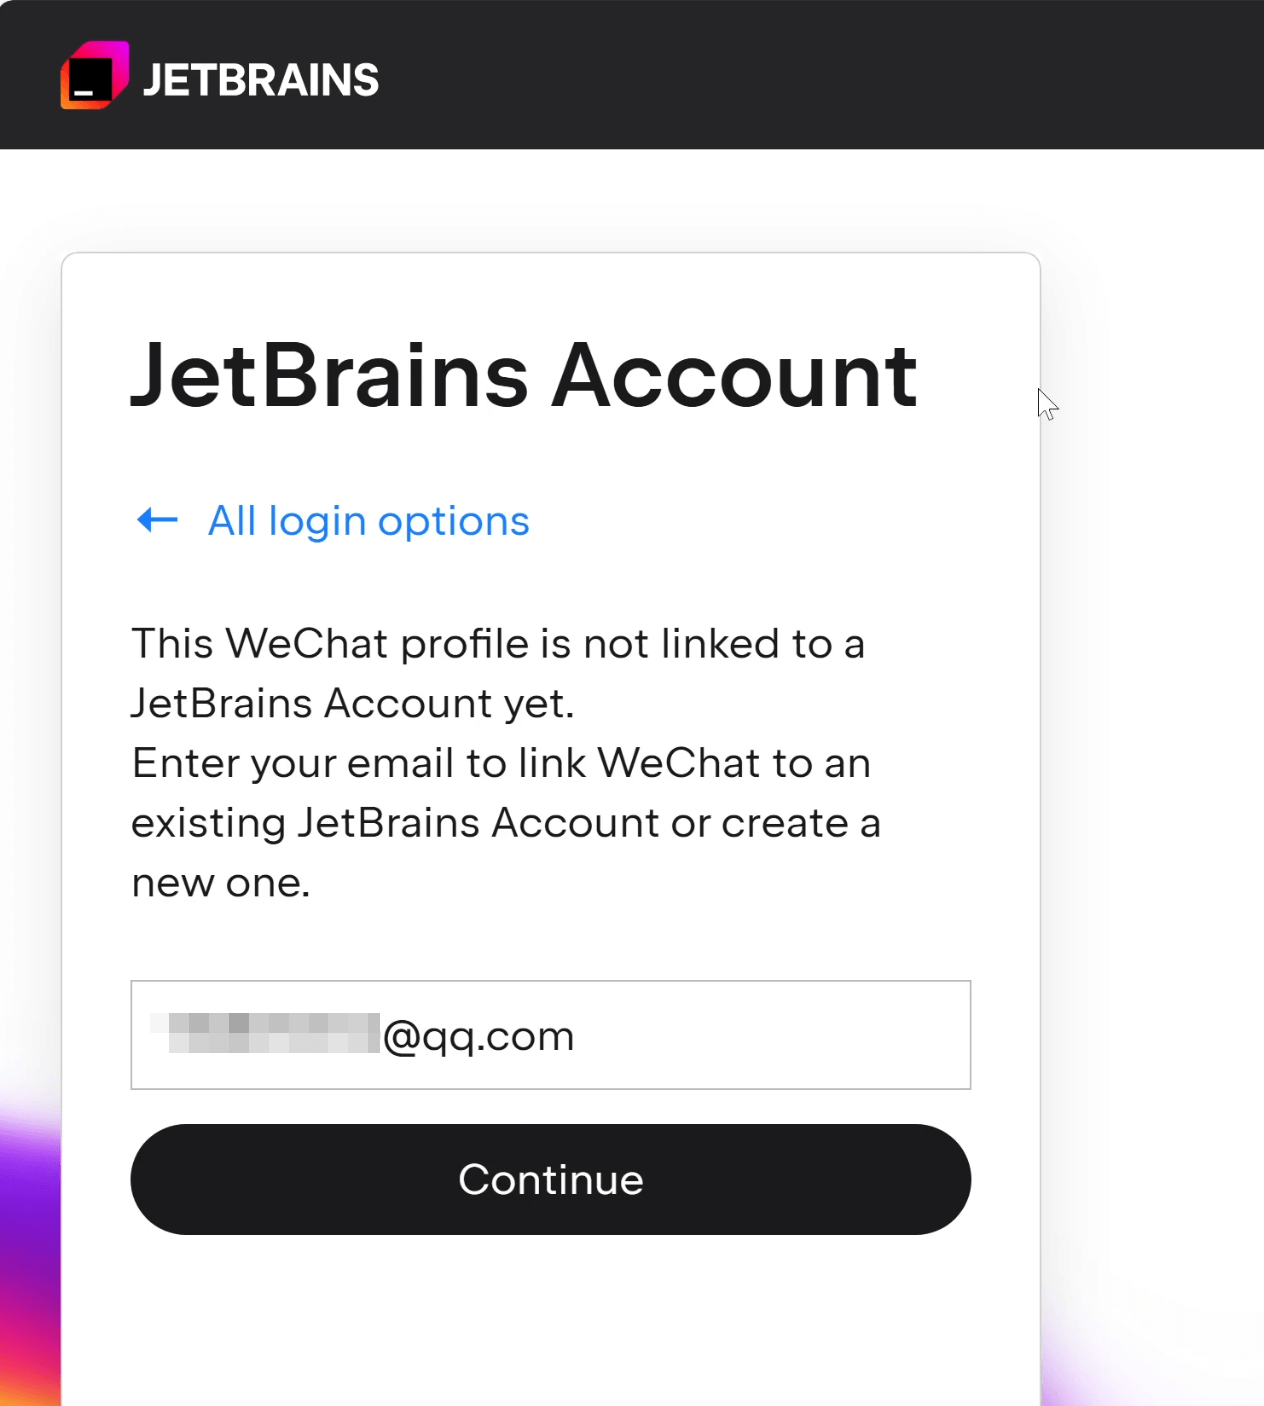 JETBRAINS
JetBrains Account
← All login options
This WeChat profile is not linked to a
JetBrains Account yet.
Enter your email to link WeChat to an
existing JetBrains Account or create a
new one.
@qq.com
Continue